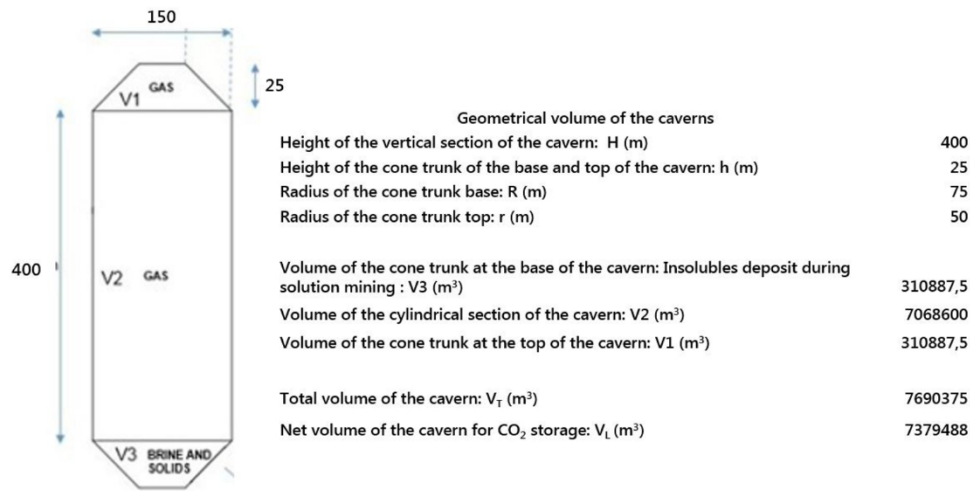 150
25
V1 GAS
Geometrical volume of the caverns
Height of the vertical section of the cavern: H (m) 400
Height of the cone trunk of the base and top of the cavern: h (m) 25
Radius of the cone trunk base: R (m) 75
Radius of the cone trunk top: r (m) 50
400
V2 GAS
Volume of the cone trunk at the base of the cavern: Insolubles deposit during
solution mining : V3 (m³) 310887,5
Volume of the cylindrical section of the cavern: V2 (m³) 7068600
Volume of the cone trunk at the top of the cavern: V1 (m³) 310887,5
Total volume of the cavern: V_T (m³) 7690375
Net volume of the cavern for CO₂ storage: V_L (m³) 7379488
V3 BRINE AND
SOLIDS